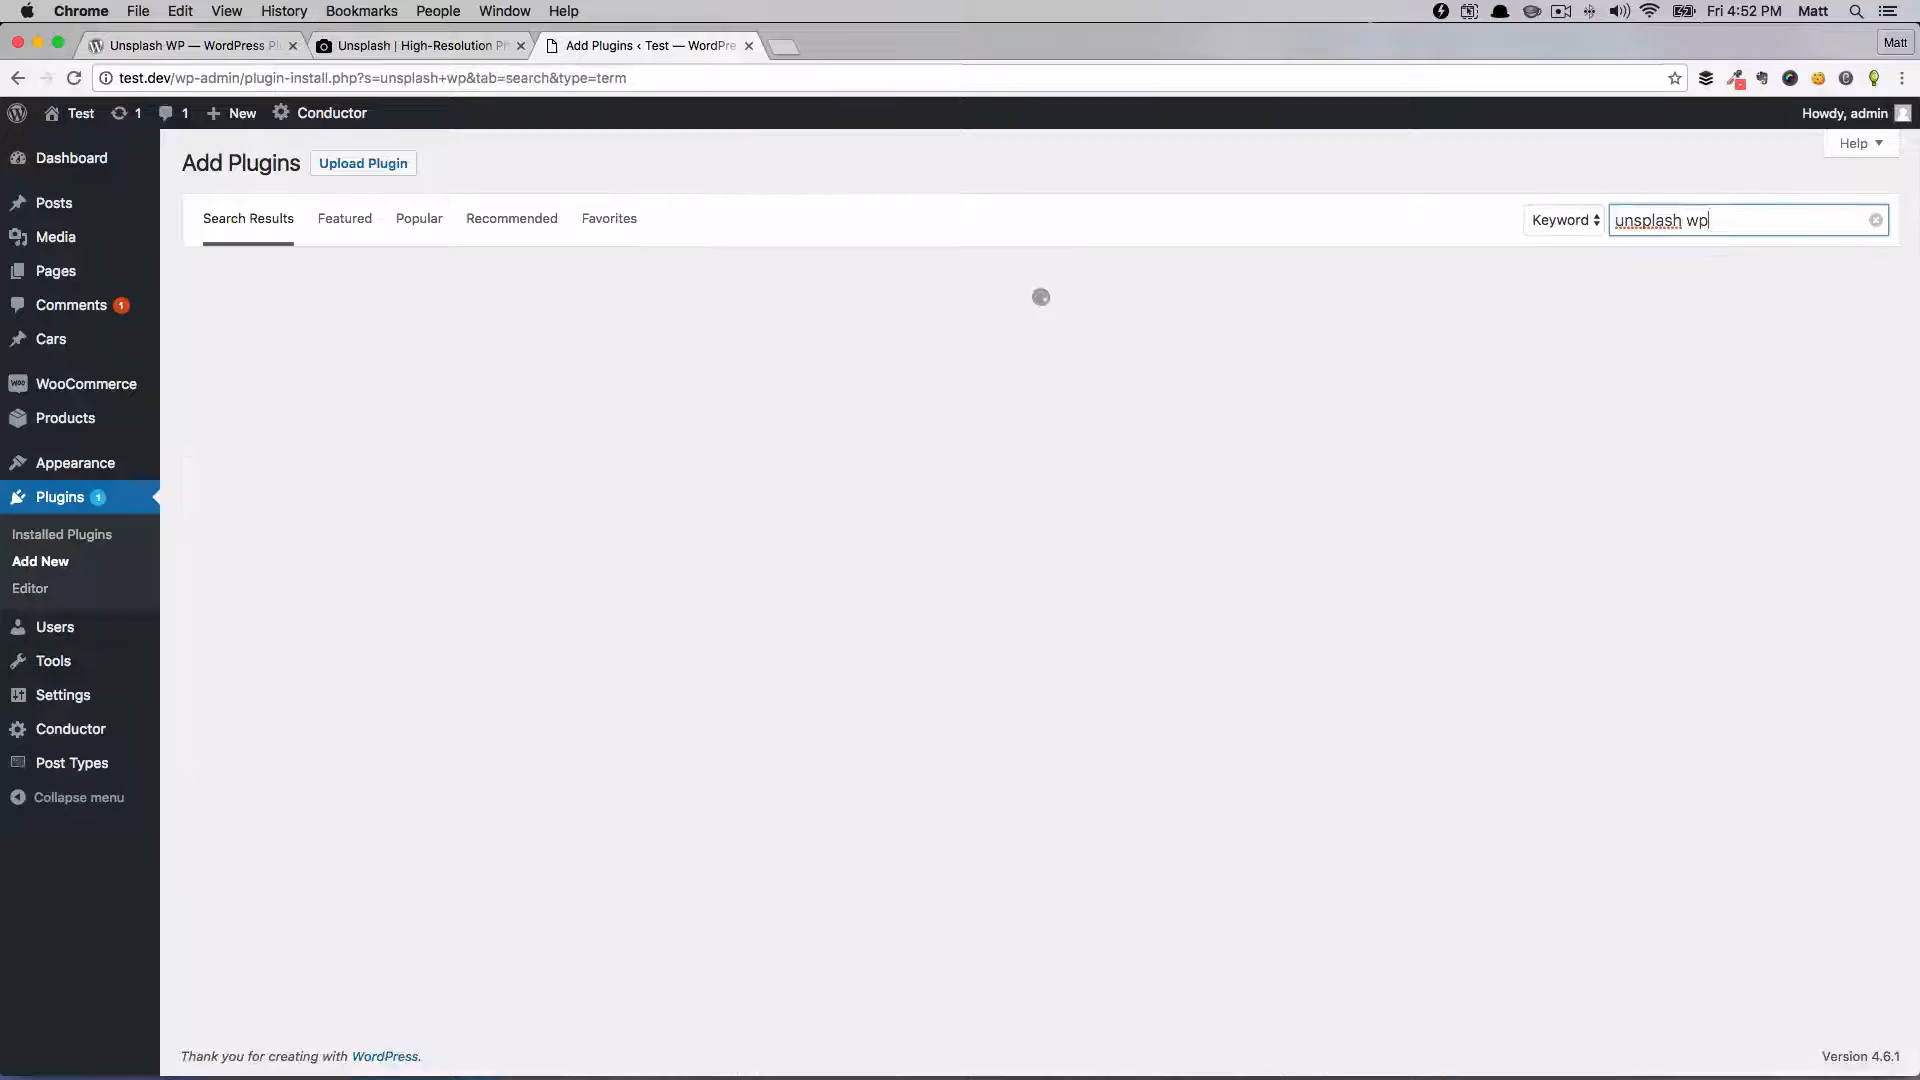 Chrome File Edit View History Bookmarks People Window Help Fri 4:52 PM Matt
Unsplash WP — WordPress Pl Unsplash | High-Resolution Ph Add Plugins ‹ Test — WordPre Matt
test.dev/wp-admin/plugin-install.php?s=unsplash+wp&tab=search&type=term
Test 1 1 New Conductor Howdy, admin
Help
Add Plugins Upload Plugin
Search Results Featured Popular Recommended Favorites Keyword unsplash wp
Dashboard
Posts
Media
Pages
Comments 1
Cars
WOO WooCommerce
Products
Appearance
Plugins 1
Installed Plugins
Add New
Editor
Users
Tools
Settings
Conductor
Post Types
Collapse menu
Thank you for creating with WordPress. Version 4.6.1